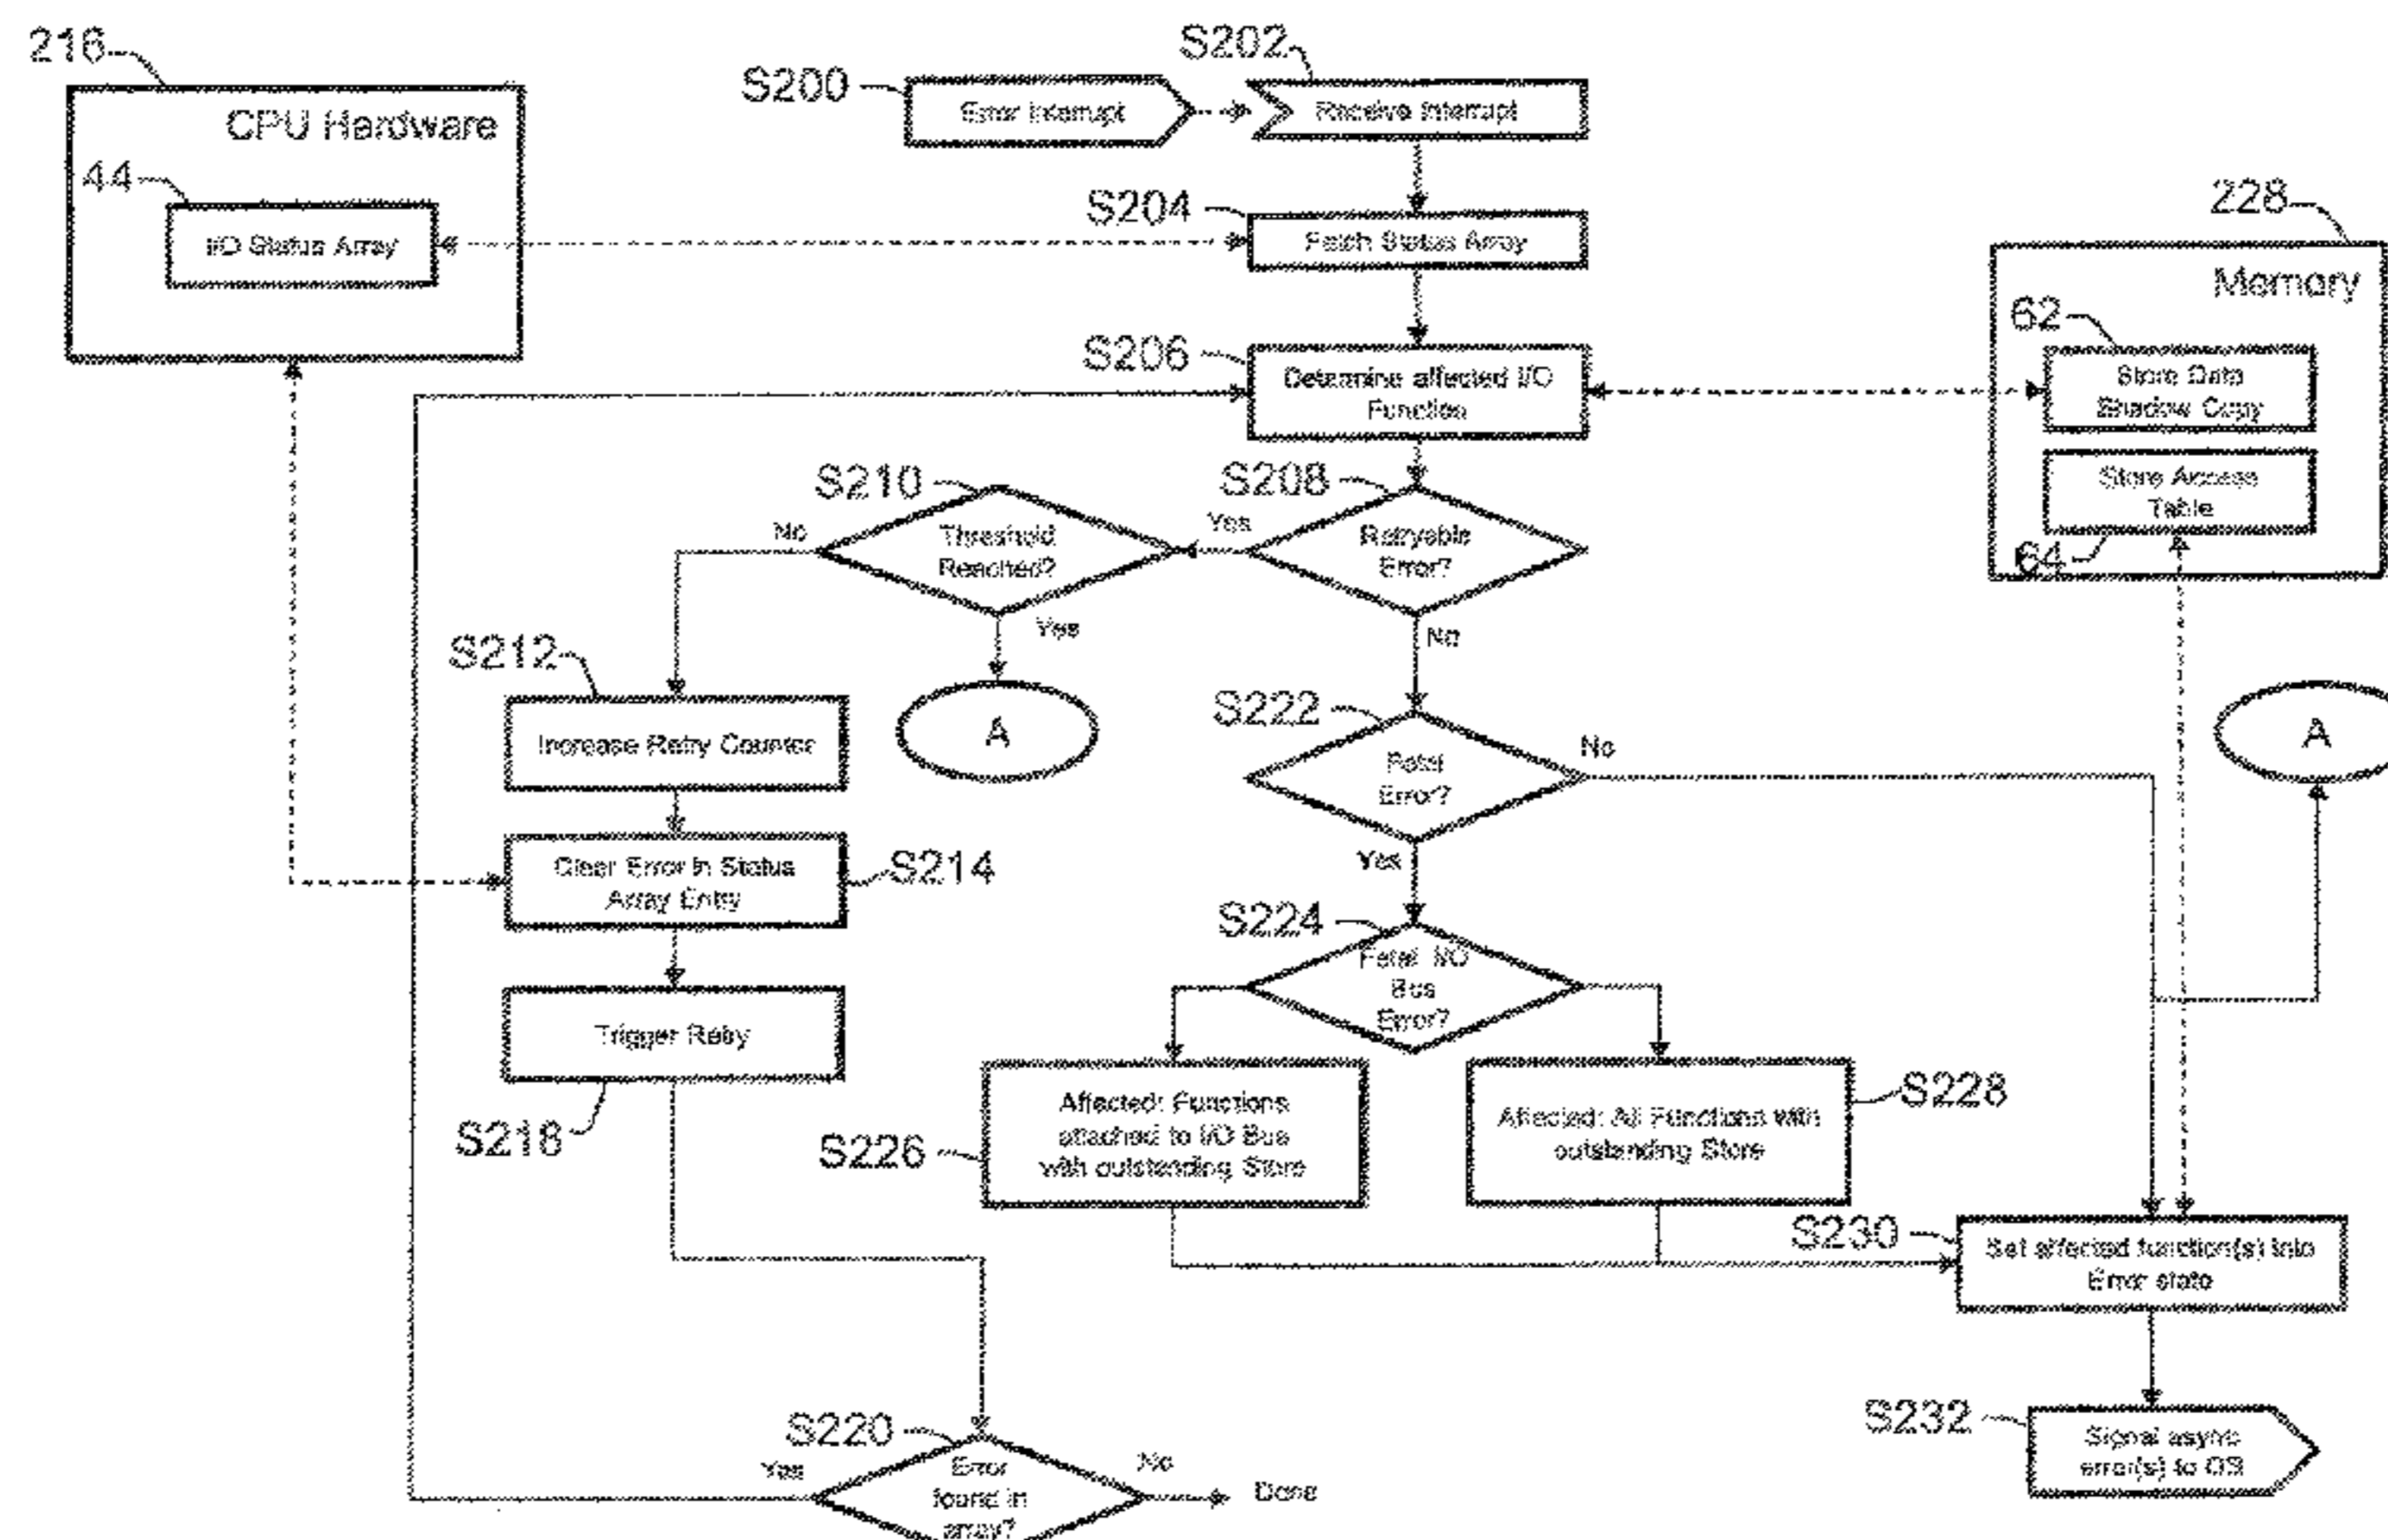 216
CPU Hardware
44
I/O Status Array
S200
Error Interrupt
S202
Receive Interrupt
S204
Fetch Status Array
S206
Determine affected I/O
Function
228
Memory
62
Store Data
Shadow Copy
Store Access
Table
64
S208
Retryable
Error?
Yes
No
S210
Threshold
Reached?
No
Yes
A
S212
Increase Retry Counter
S214
Clear Error in Status
Array Entry
Trigger Retry
S218
S222
Fatal
Error?
No
Yes
A
S224
Fatal I/O
Bus
Error?
S226
Affected: Functions
attached to I/O Bus
with outstanding Store
S228
Affected: All Functions with
outstanding Store
S230
Set affected function(s) into
Error state
S232
Signal async
error(s) to OS
S220
Error
found in
array?
Yes
No
Done